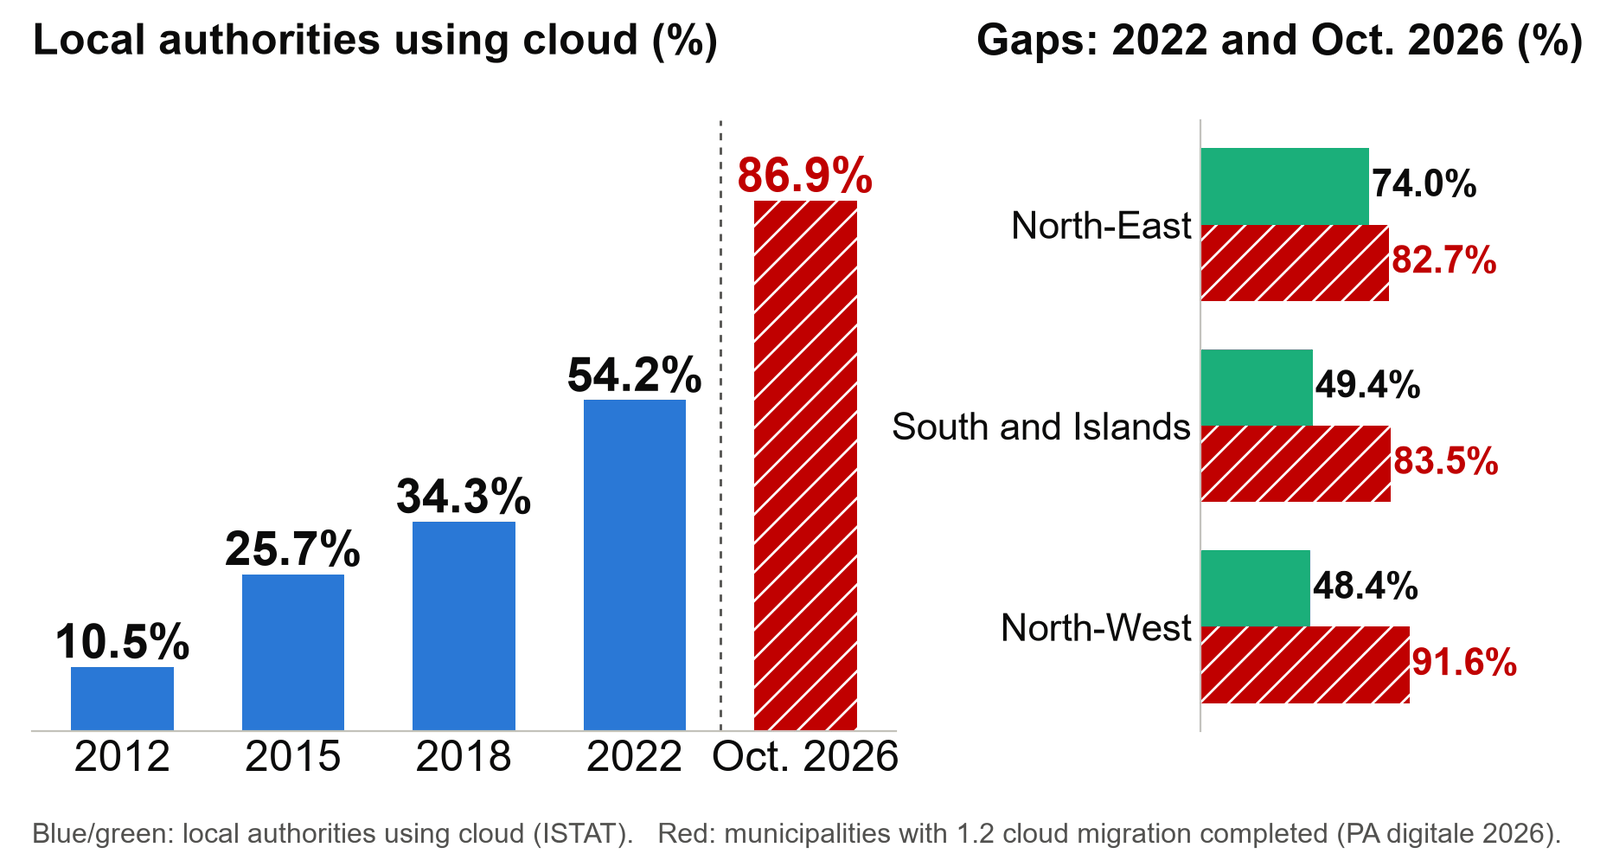 Local authorities using cloud (%)
10.5%
25.7%
34.3%
54.2%
86.9%
2012
2015
2018
2022
Oct. 2026
Gaps: 2022 and Oct. 2026 (%)
North-East
74.0%
82.7%
South and Islands
49.4%
83.5%
North-West
48.4%
91.6%
Blue/green: local authorities using cloud (ISTAT). Red: municipalities with 1.2 cloud migration completed (PA digitale 2026).